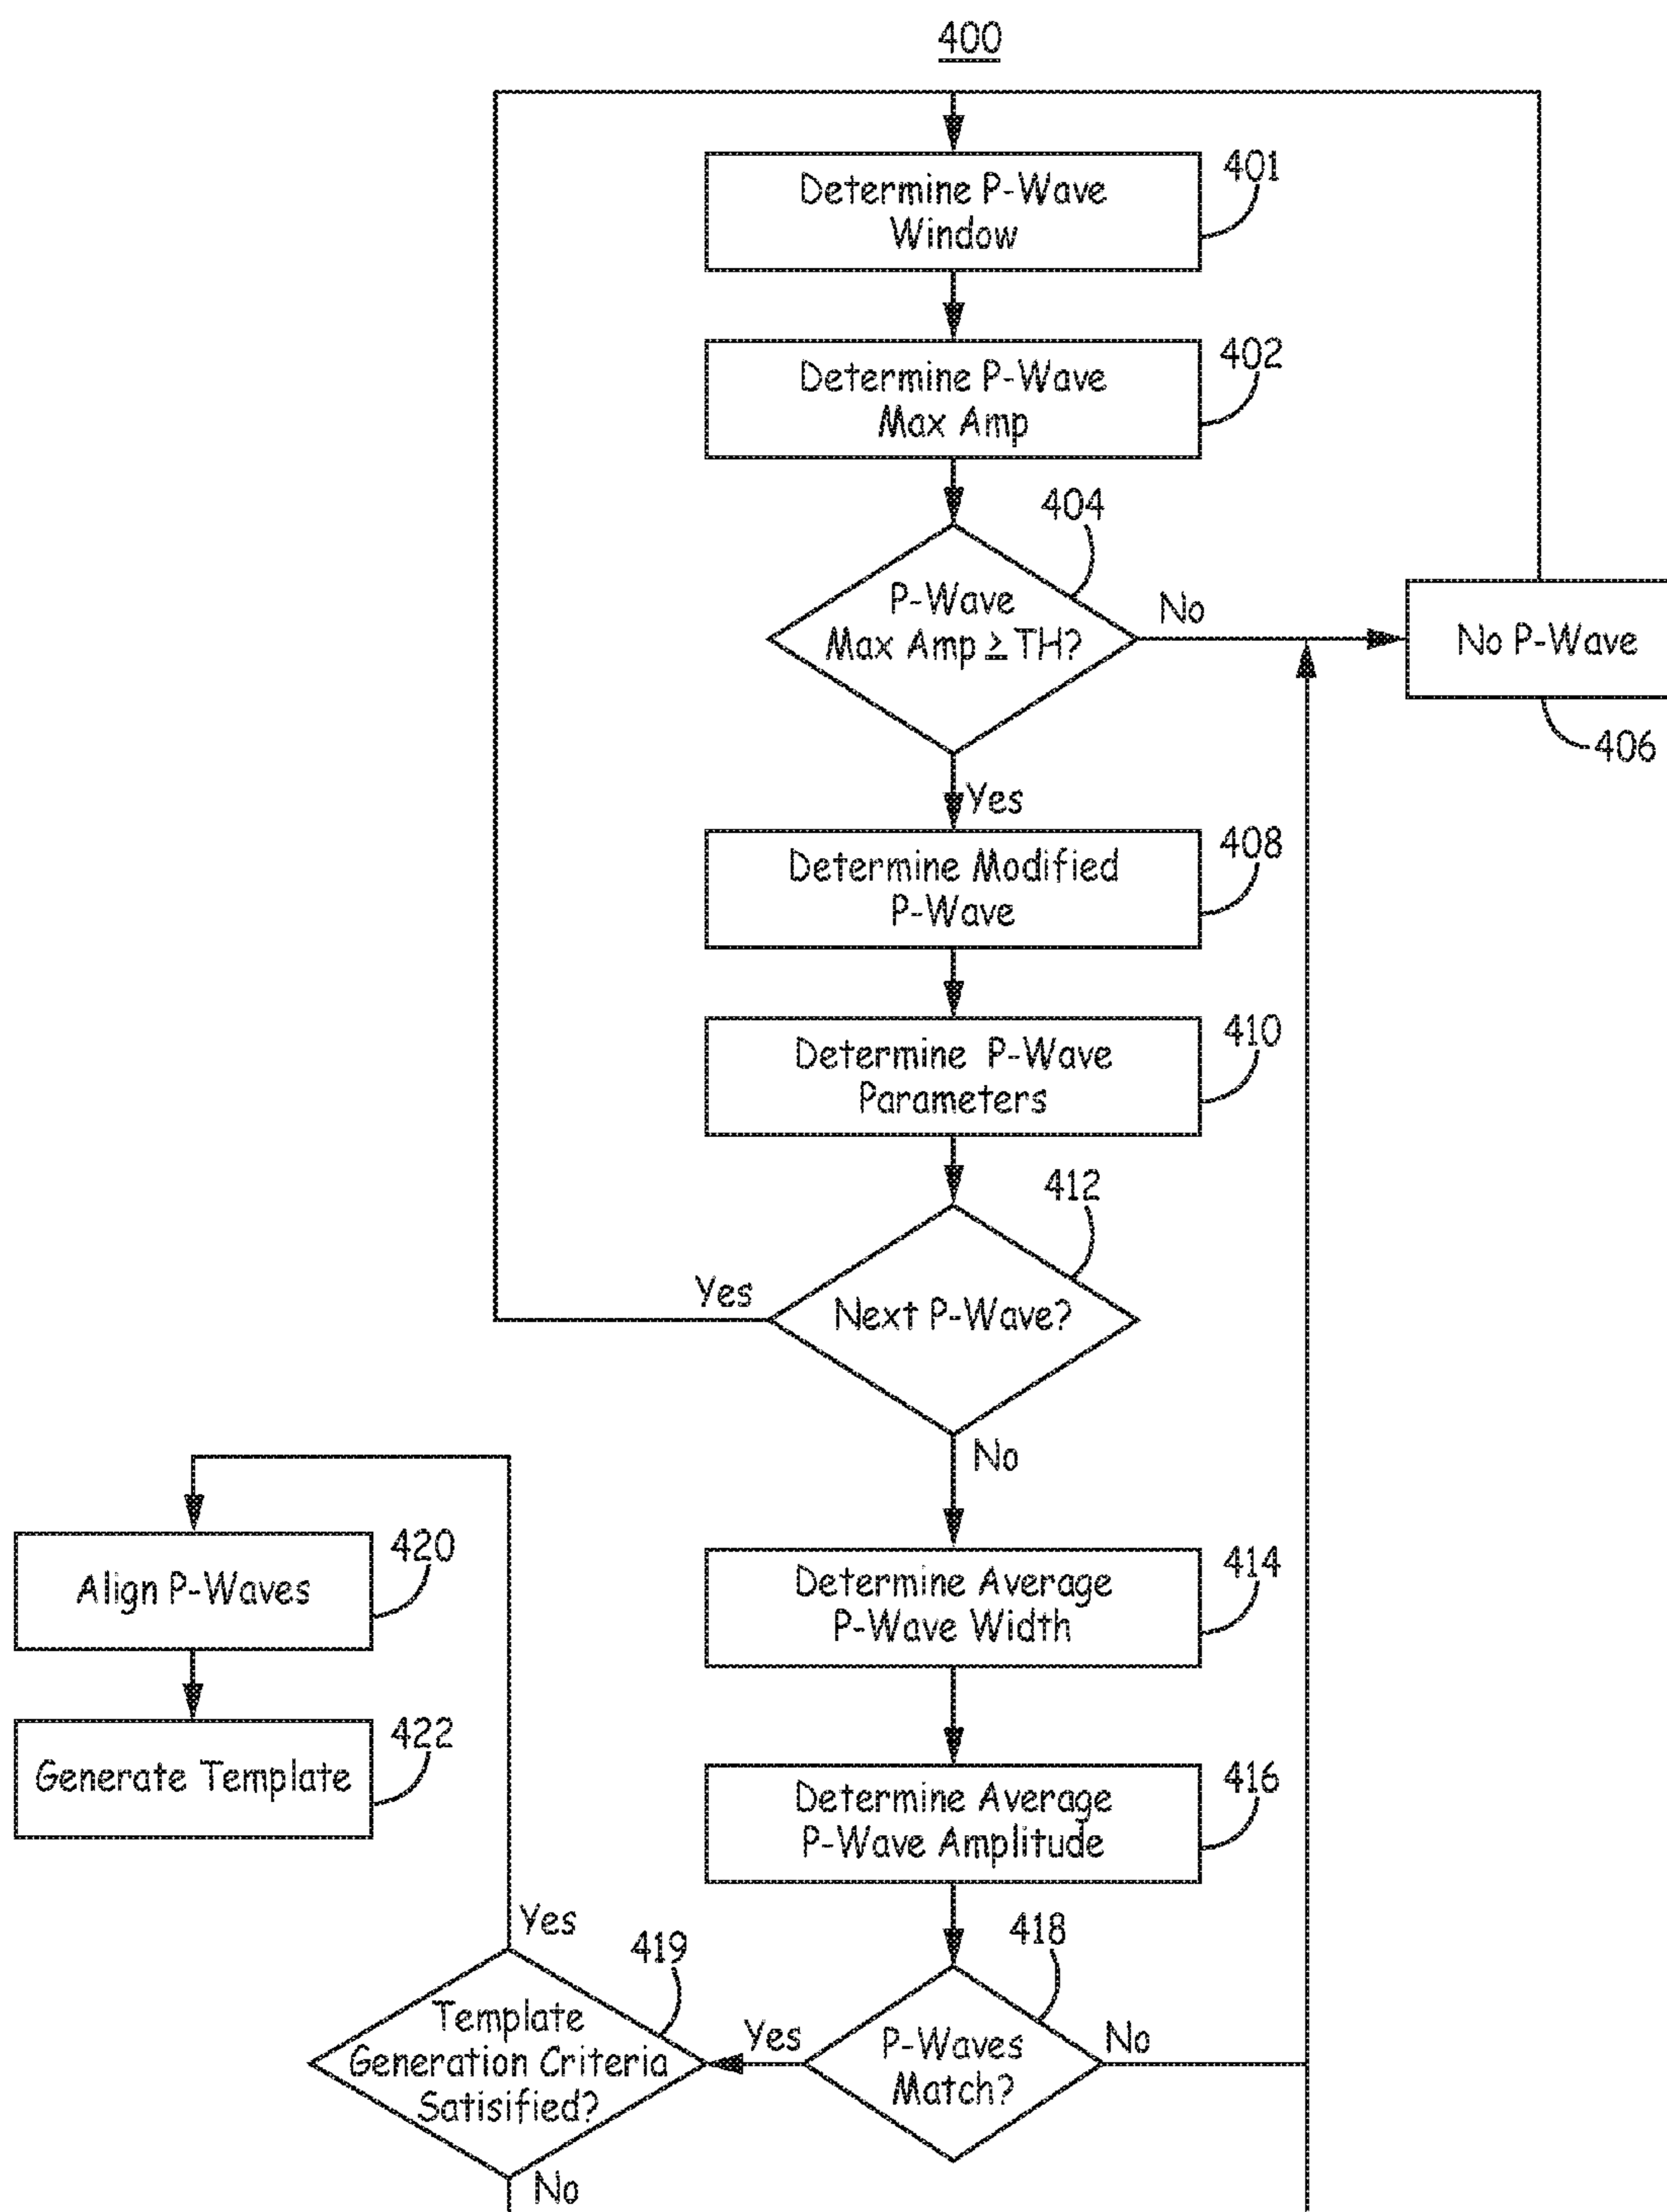 400
Determine P-Wave
Window
401
Determine P-Wave
Max Amp
402
404
P-Wave
Max Amp ≥ TH?
No
No P-Wave
406
Yes
Determine Modified
P-Wave
408
Determine P-Wave
Parameters
410
412
Yes
Next P-Wave?
No
Align P-Waves
420
Generate Template
422
Determine Average
P-Wave Width
414
Determine Average
P-Wave Amplitude
416
Yes
419
Template
Generation Criteria
Satisified?
No
Yes
418
P-Waves
Match?
No